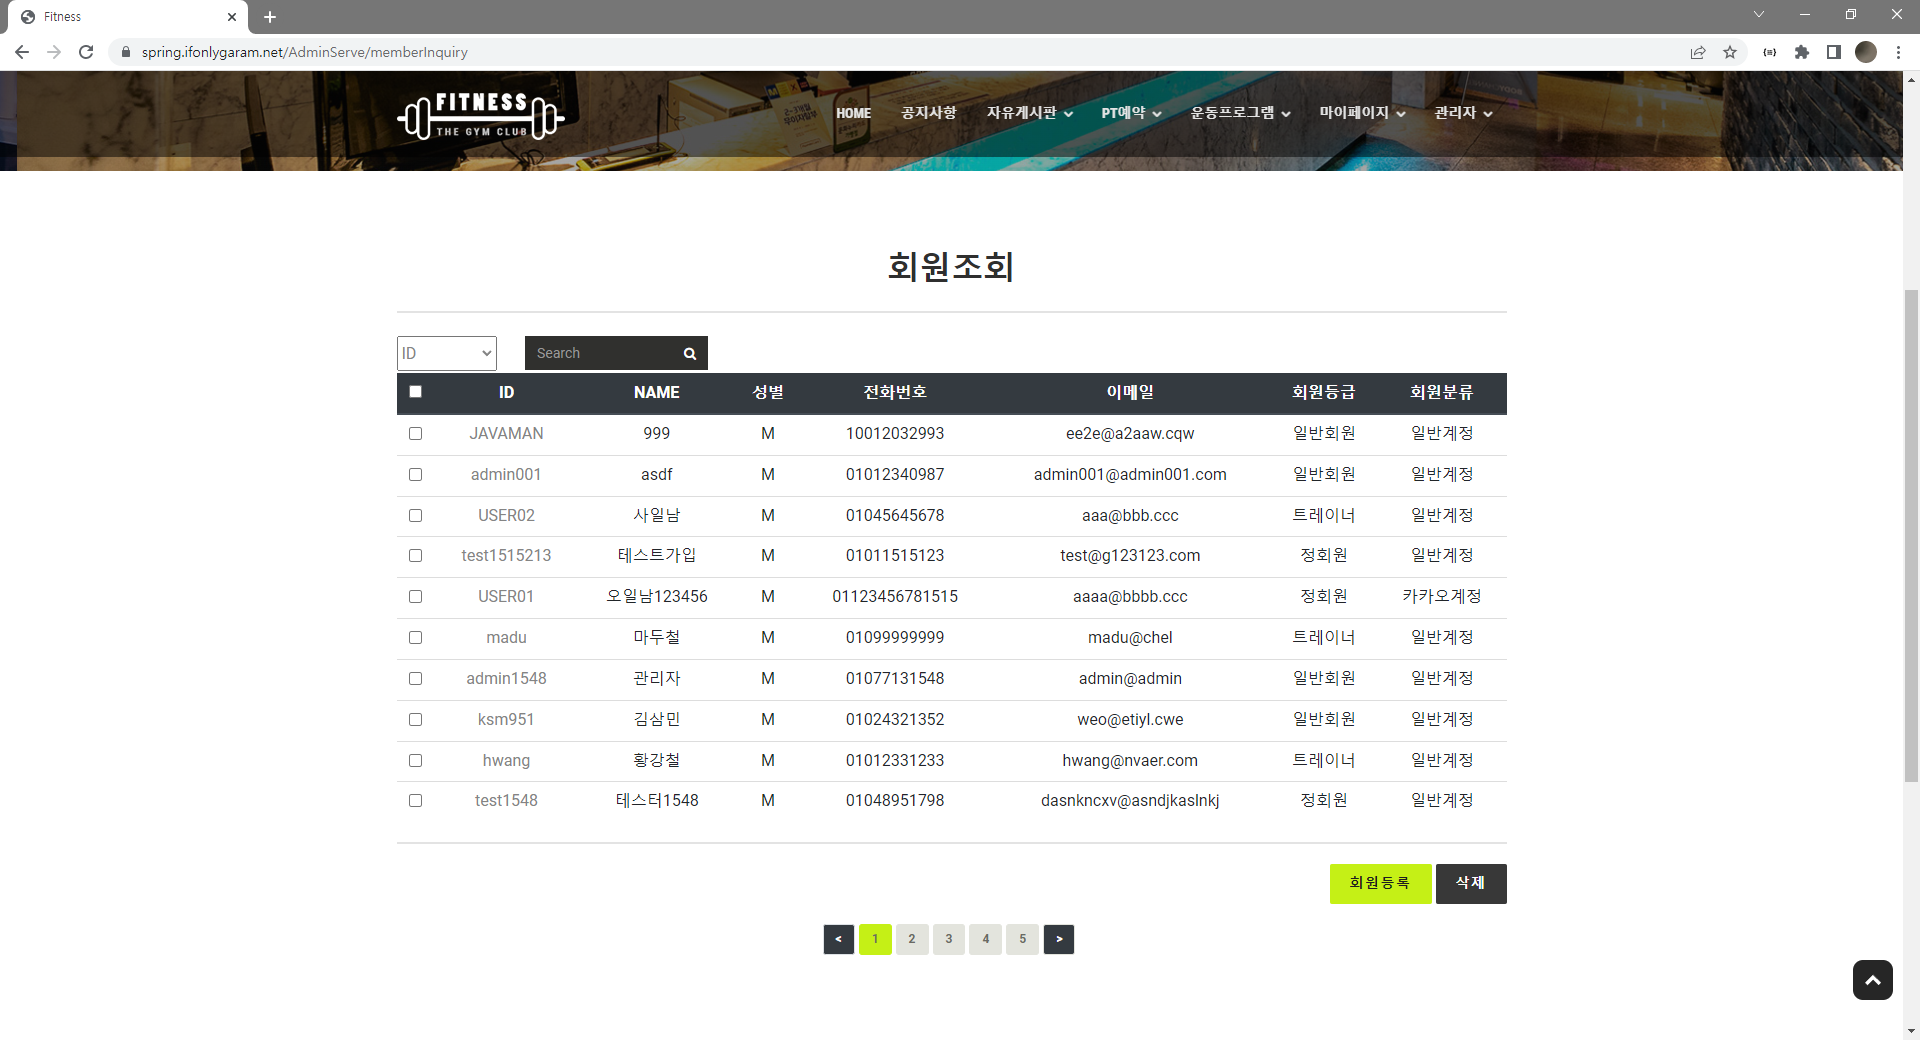 Fitness
spring.ifonlygaram.net/AdminServe/memberInquiry
FITNESS
THE GYM CLUB
HOME 공지사항 자유게시판 PT예약 운동프로그램 마이페이지 관리자
회원조회
ID Search
ID NAME 성별 전화번호 이메일 회원등급 회원분류
JAVAMAN 999 M 10012032993 ee2e@a2aaw.cqw 일반회원 일반계정
admin001 asdf M 01012340987 admin001@admin001.com 일반회원 일반계정
USER02 사일남 M 01045645678 aaa@bbb.ccc 트레이너 일반계정
test1515213 테스트가입 M 01011515123 test@g123123.com 정회원 일반계정
USER01 오일남123456 M 01123456781515 aaaa@bbbb.ccc 정회원 카카오계정
madu 마두철 M 01099999999 madu@chel 트레이너 일반계정
admin1548 관리자 M 01077131548 admin@admin 일반회원 일반계정
ksm951 김삼민 M 01024321352 weo@etiyl.cwe 일반회원 일반계정
hwang 황강철 M 01012331233 hwang@nvaer.com 트레이너 일반계정
test1548 테스터1548 M 01048951798 dasnkncxv@asndjkaslnkj 정회원 일반계정
회원등록 삭제
< 1 2 3 4 5 >